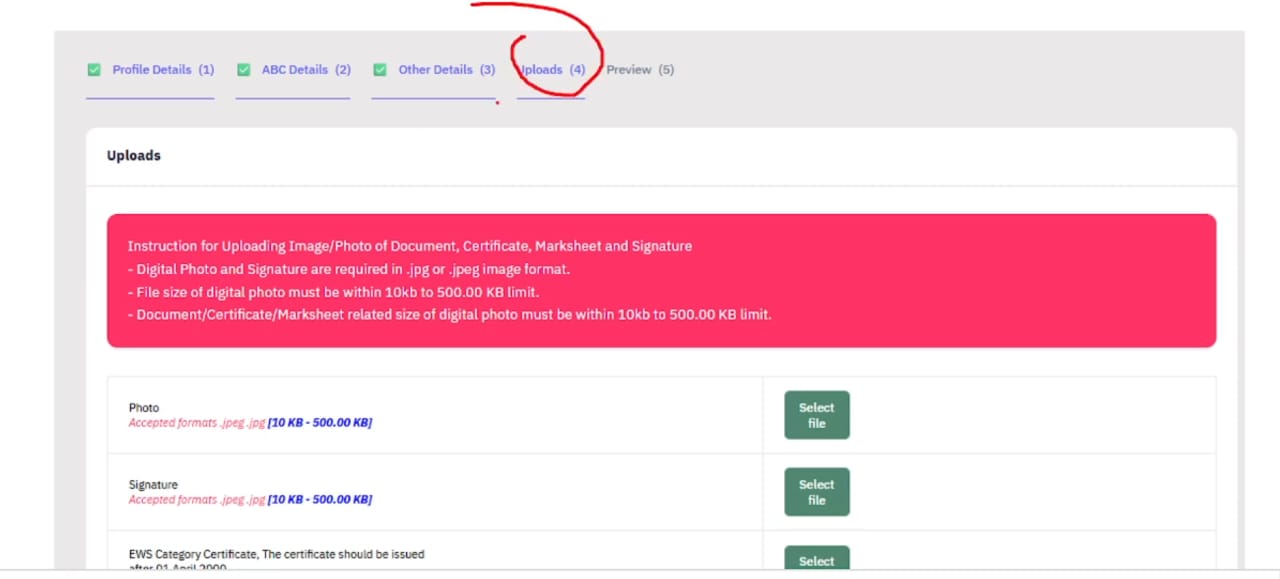 Profile Details (1) ABC Details (2) Other Details (3) Uploads (4) Preview (5)
Uploads
Instruction for Uploading Image/Photo of Document, Certificate, Marksheet and Signature
- Digital Photo and Signature are required in .jpg or .jpeg image format.
- File size of digital photo must be within 10kb to 500.00 KB limit.
- Document/Certificate/Marksheet related size of digital photo must be within 10kb to 500.00 KB limit.
Photo
Accepted formats .jpeg .jpg [10 KB - 500.00 KB]
Select
file
Signature
Accepted formats .jpeg .jpg [10 KB - 500.00 KB]
Select
file
EWS Category Certificate, The certificate should be issued
after 01 April
Select